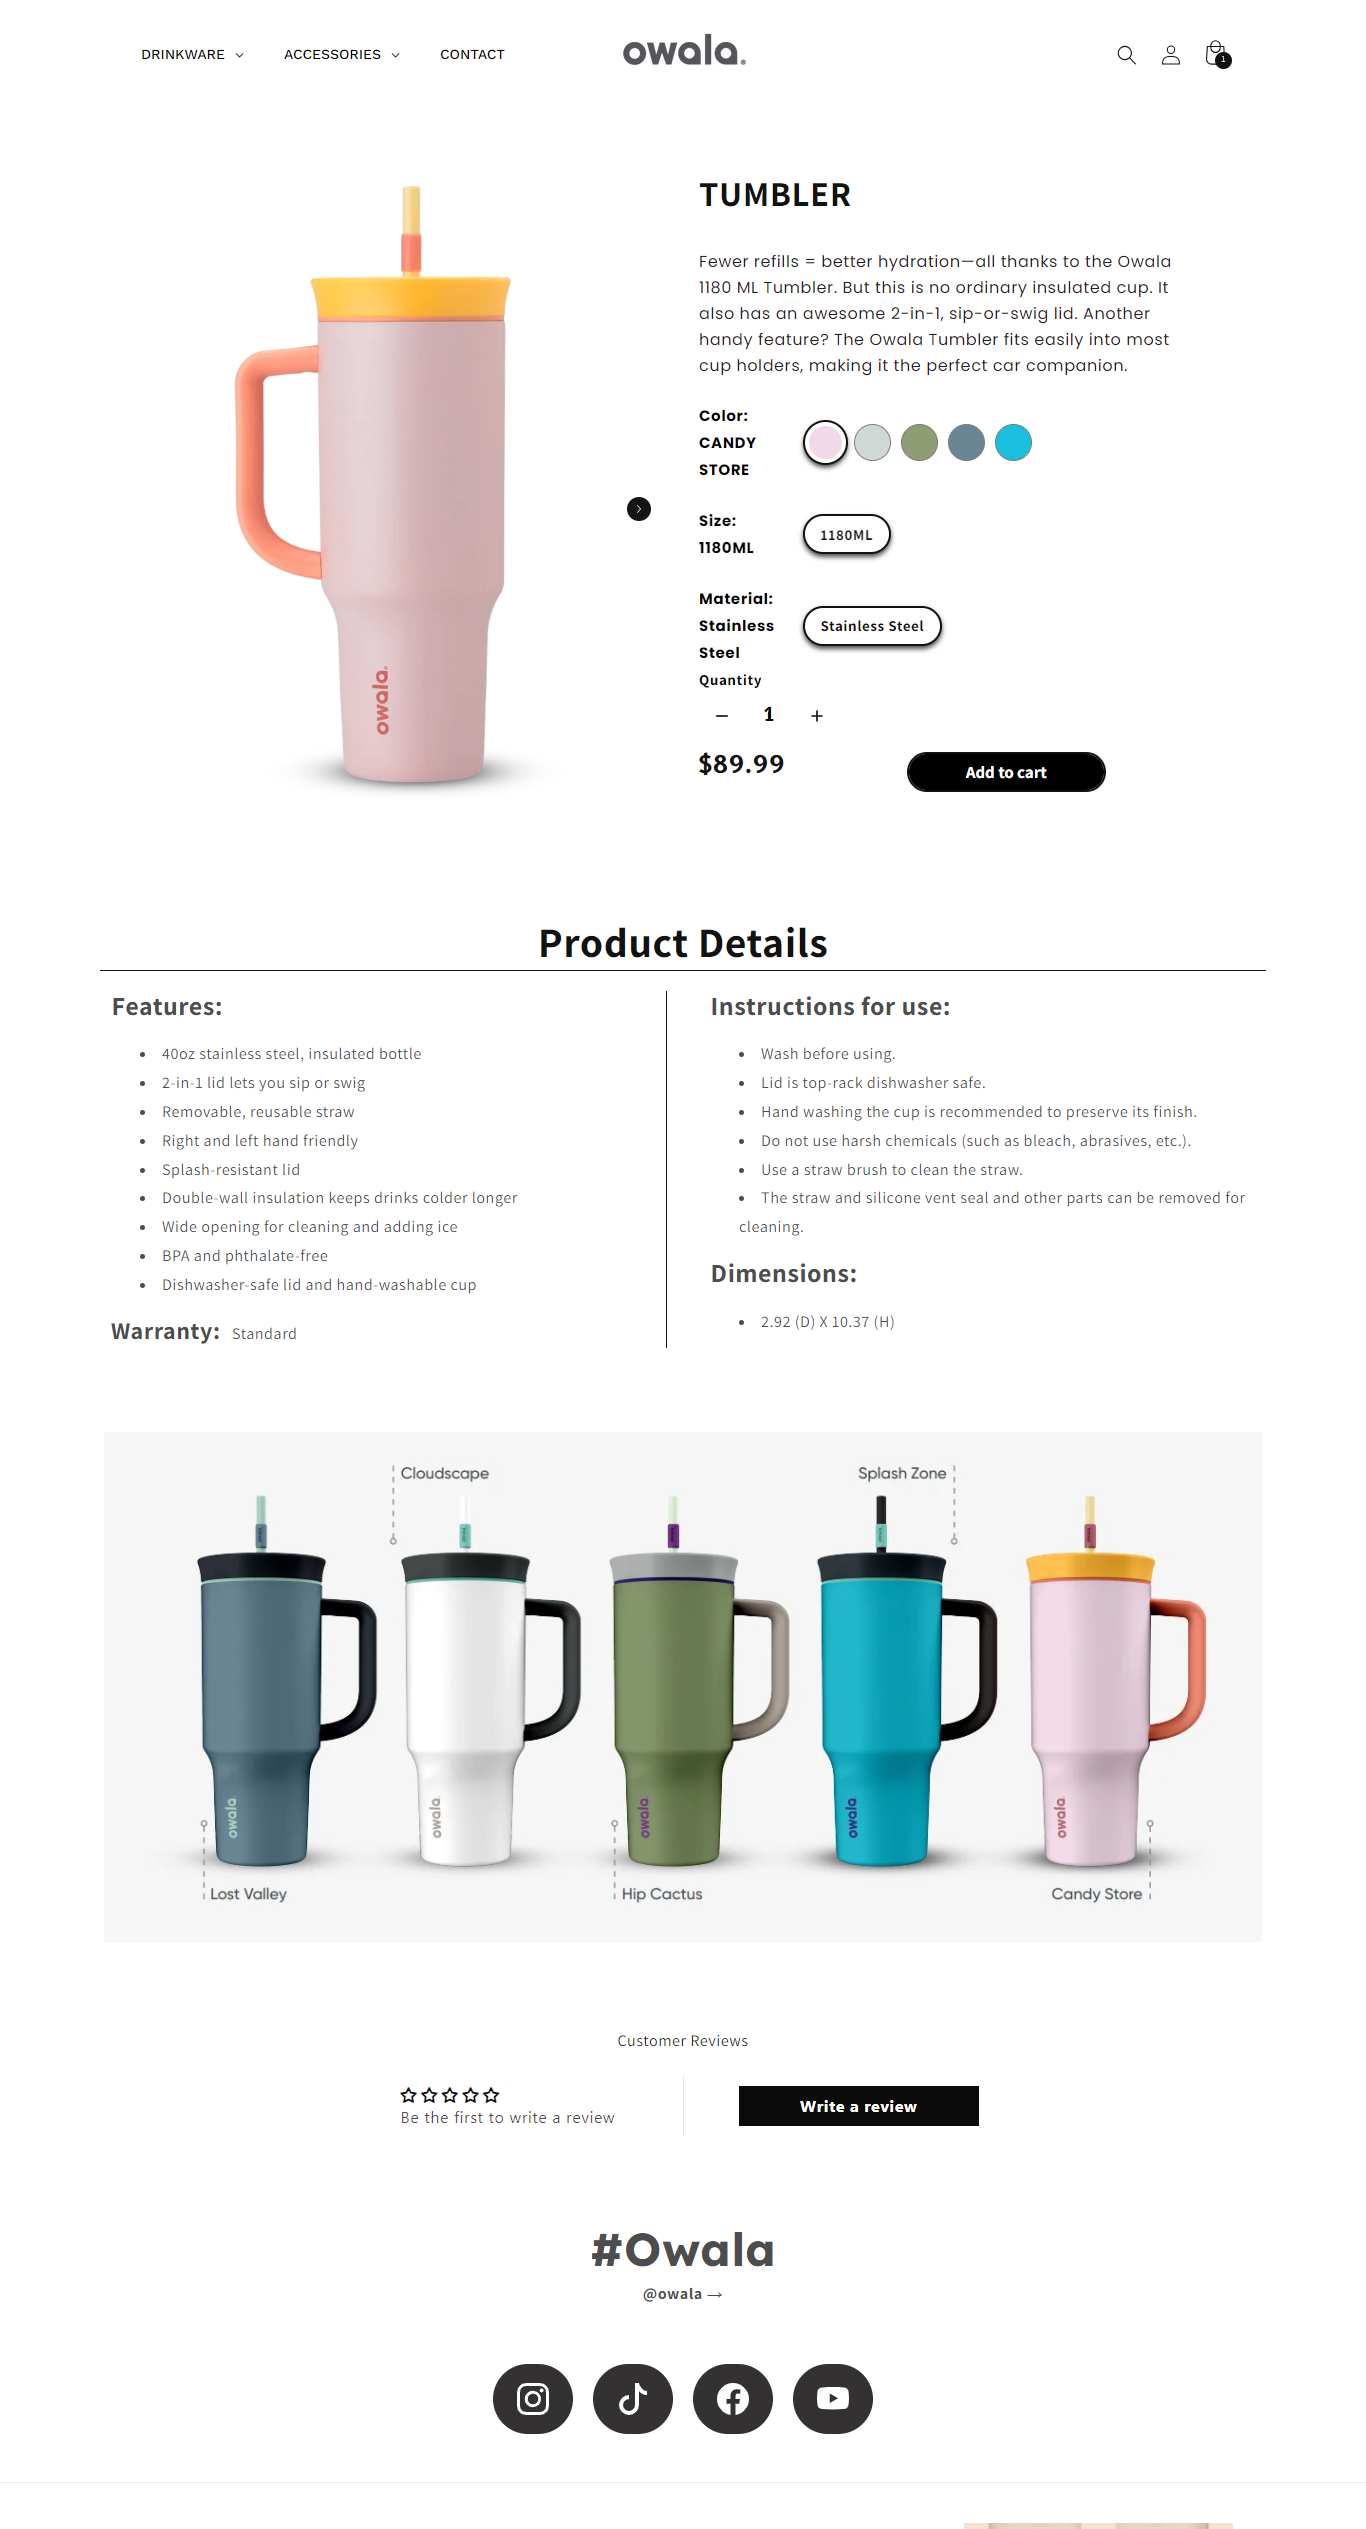 DRINKWARE
ACCESSORIES
CONTACT
owala.
1
TUMBLER
Fewer refills = better hydration—all thanks to the Owala
1180 ML Tumbler. But this is no ordinary insulated cup. It
also has an awesome 2-in-1, sip-or-swig lid. Another
handy feature? The Owala Tumbler fits easily into most
cup holders, making it the perfect car companion.
Color:
CANDY
STORE
Size:
1180ML
1180ML
Material:
Stainless
Steel
Stainless Steel
Quantity
− 1 +
$89.99
Add to cart
owala
Product Details
Features:
• 40oz stainless steel, insulated bottle
• 2-in-1 lid lets you sip or swig
• Removable, reusable straw
• Right and left hand friendly
• Splash-resistant lid
• Double-wall insulation keeps drinks colder longer
• Wide opening for cleaning and adding ice
• BPA and phthalate-free
• Dishwasher-safe lid and hand-washable cup
Warranty: Standard
Instructions for use:
• Wash before using.
• Lid is top-rack dishwasher safe.
• Hand washing the cup is recommended to preserve its finish.
• Do not use harsh chemicals (such as bleach, abrasives, etc.).
• Use a straw brush to clean the straw.
• The straw and silicone vent seal and other parts can be removed for
cleaning.
Dimensions:
• 2.92 (D) X 10.37 (H)
Cloudscape
Splash Zone
owala
owala
owala
owala
owala
Lost Valley
Hip Cactus
Candy Store
Customer Reviews
Be the first to write a review
Write a review
#Owala
@owala →